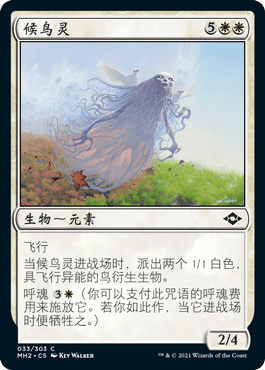 候鸟灵 5
生物～元素
飞行
当候鸟灵进战场时，派出两个 1/1 白色，
具飞行异能的鸟衍生生物。
呼魂 3（你可以支付此咒语的呼魂费
用来施放它。若你如此作，当它进战场
时便牺牲之。）
2/4
033/303 C
MH2 • CS KEV WALKER
™ & © 2021 Wizards of the Coast